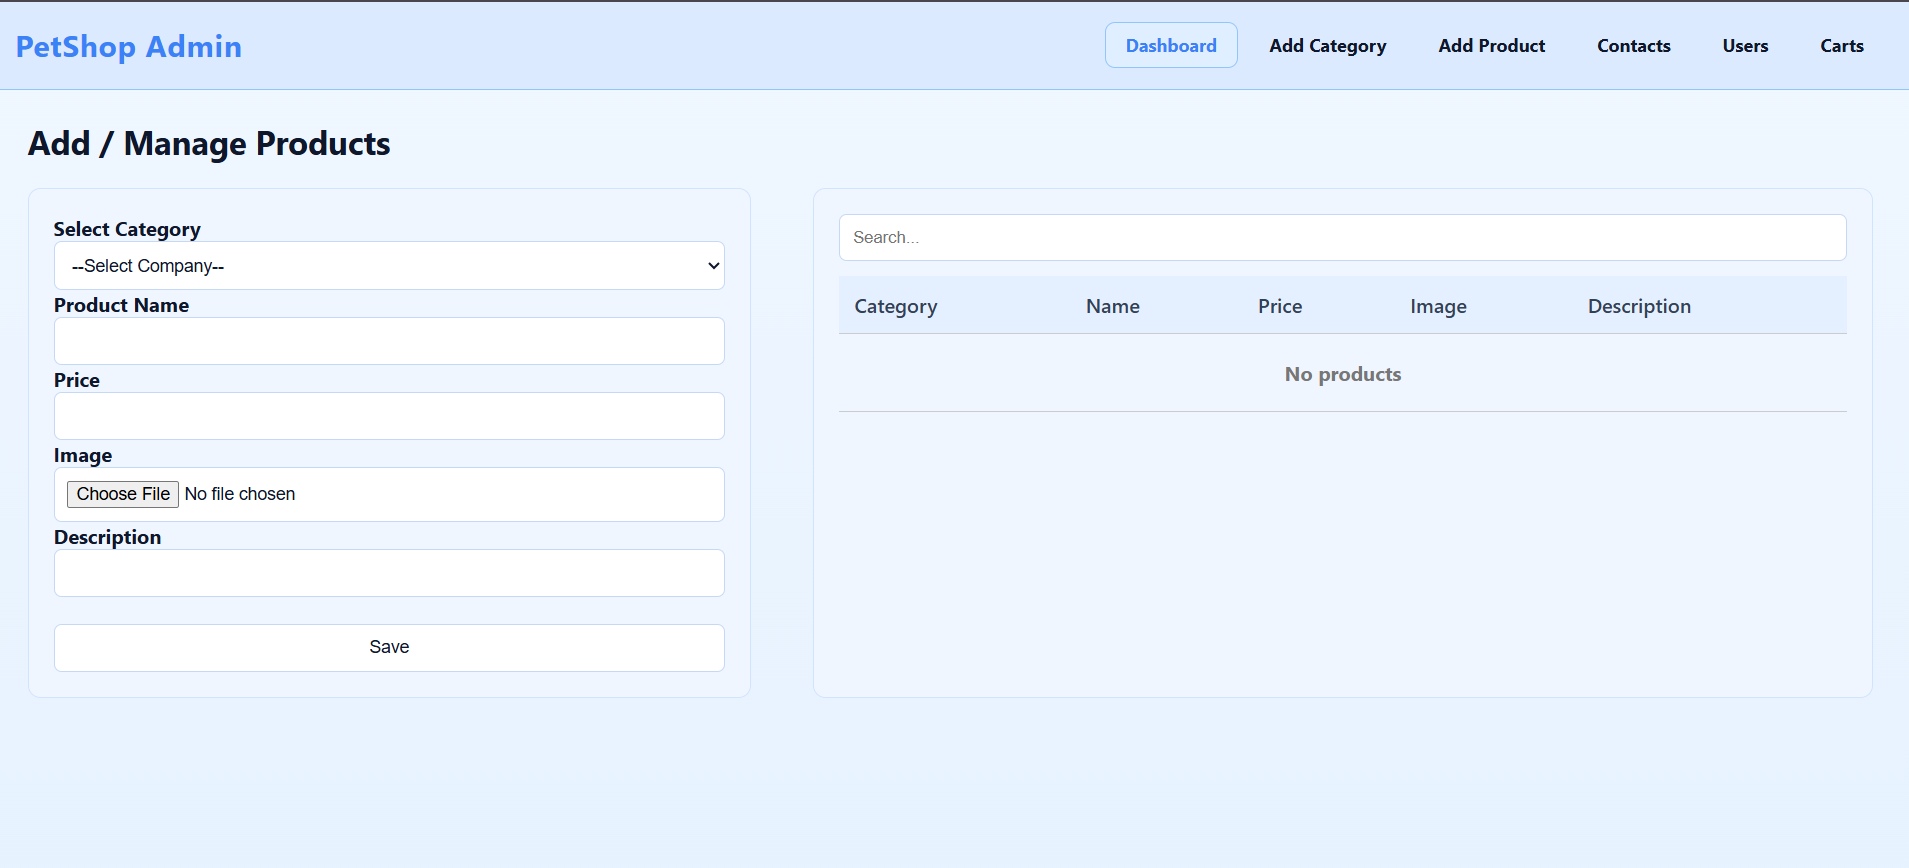 PetShop Admin
Dashboard Add Category Add Product Contacts Users Carts
Add / Manage Products
Select Category
--Select Company--
Product Name
Price
Image
Choose File No file chosen
Description
Save
Search...
Category Name Price Image Description
No products